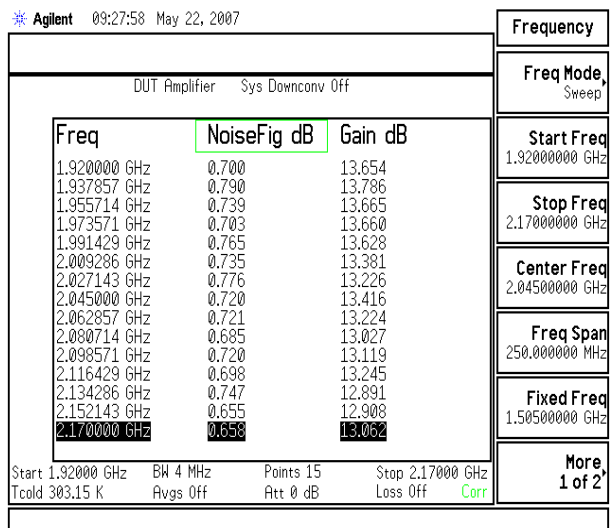 Agilent 09:27:58 May 22, 2007
DUT Amplifier Sys Downconv Off
Freq NoiseFig dB Gain dB
1.920000 GHz 0.700 13.654
1.937857 GHz 0.790 13.786
1.955714 GHz 0.739 13.665
1.973571 GHz 0.703 13.660
1.991429 GHz 0.765 13.628
2.009286 GHz 0.735 13.381
2.027143 GHz 0.776 13.226
2.045000 GHz 0.720 13.416
2.062857 GHz 0.721 13.224
2.080714 GHz 0.685 13.027
2.098571 GHz 0.720 13.119
2.116429 GHz 0.698 13.245
2.134286 GHz 0.747 12.891
2.152143 GHz 0.655 12.908
2.170000 GHz 0.658 13.062
Start 1.92000 GHz BW 4 MHz Points 15 Stop 2.17000 GHz
Tcold 303.15 K Avgs Off Att 0 dB Loss Off Corr
Frequency
Freq Mode
Sweep
Start Freq
1.92000000 GHz
Stop Freq
2.17000000 GHz
Center Freq
2.04500000 GHz
Freq Span
250.000000 MHz
Fixed Freq
1.50500000 GHz
More
1 of 2